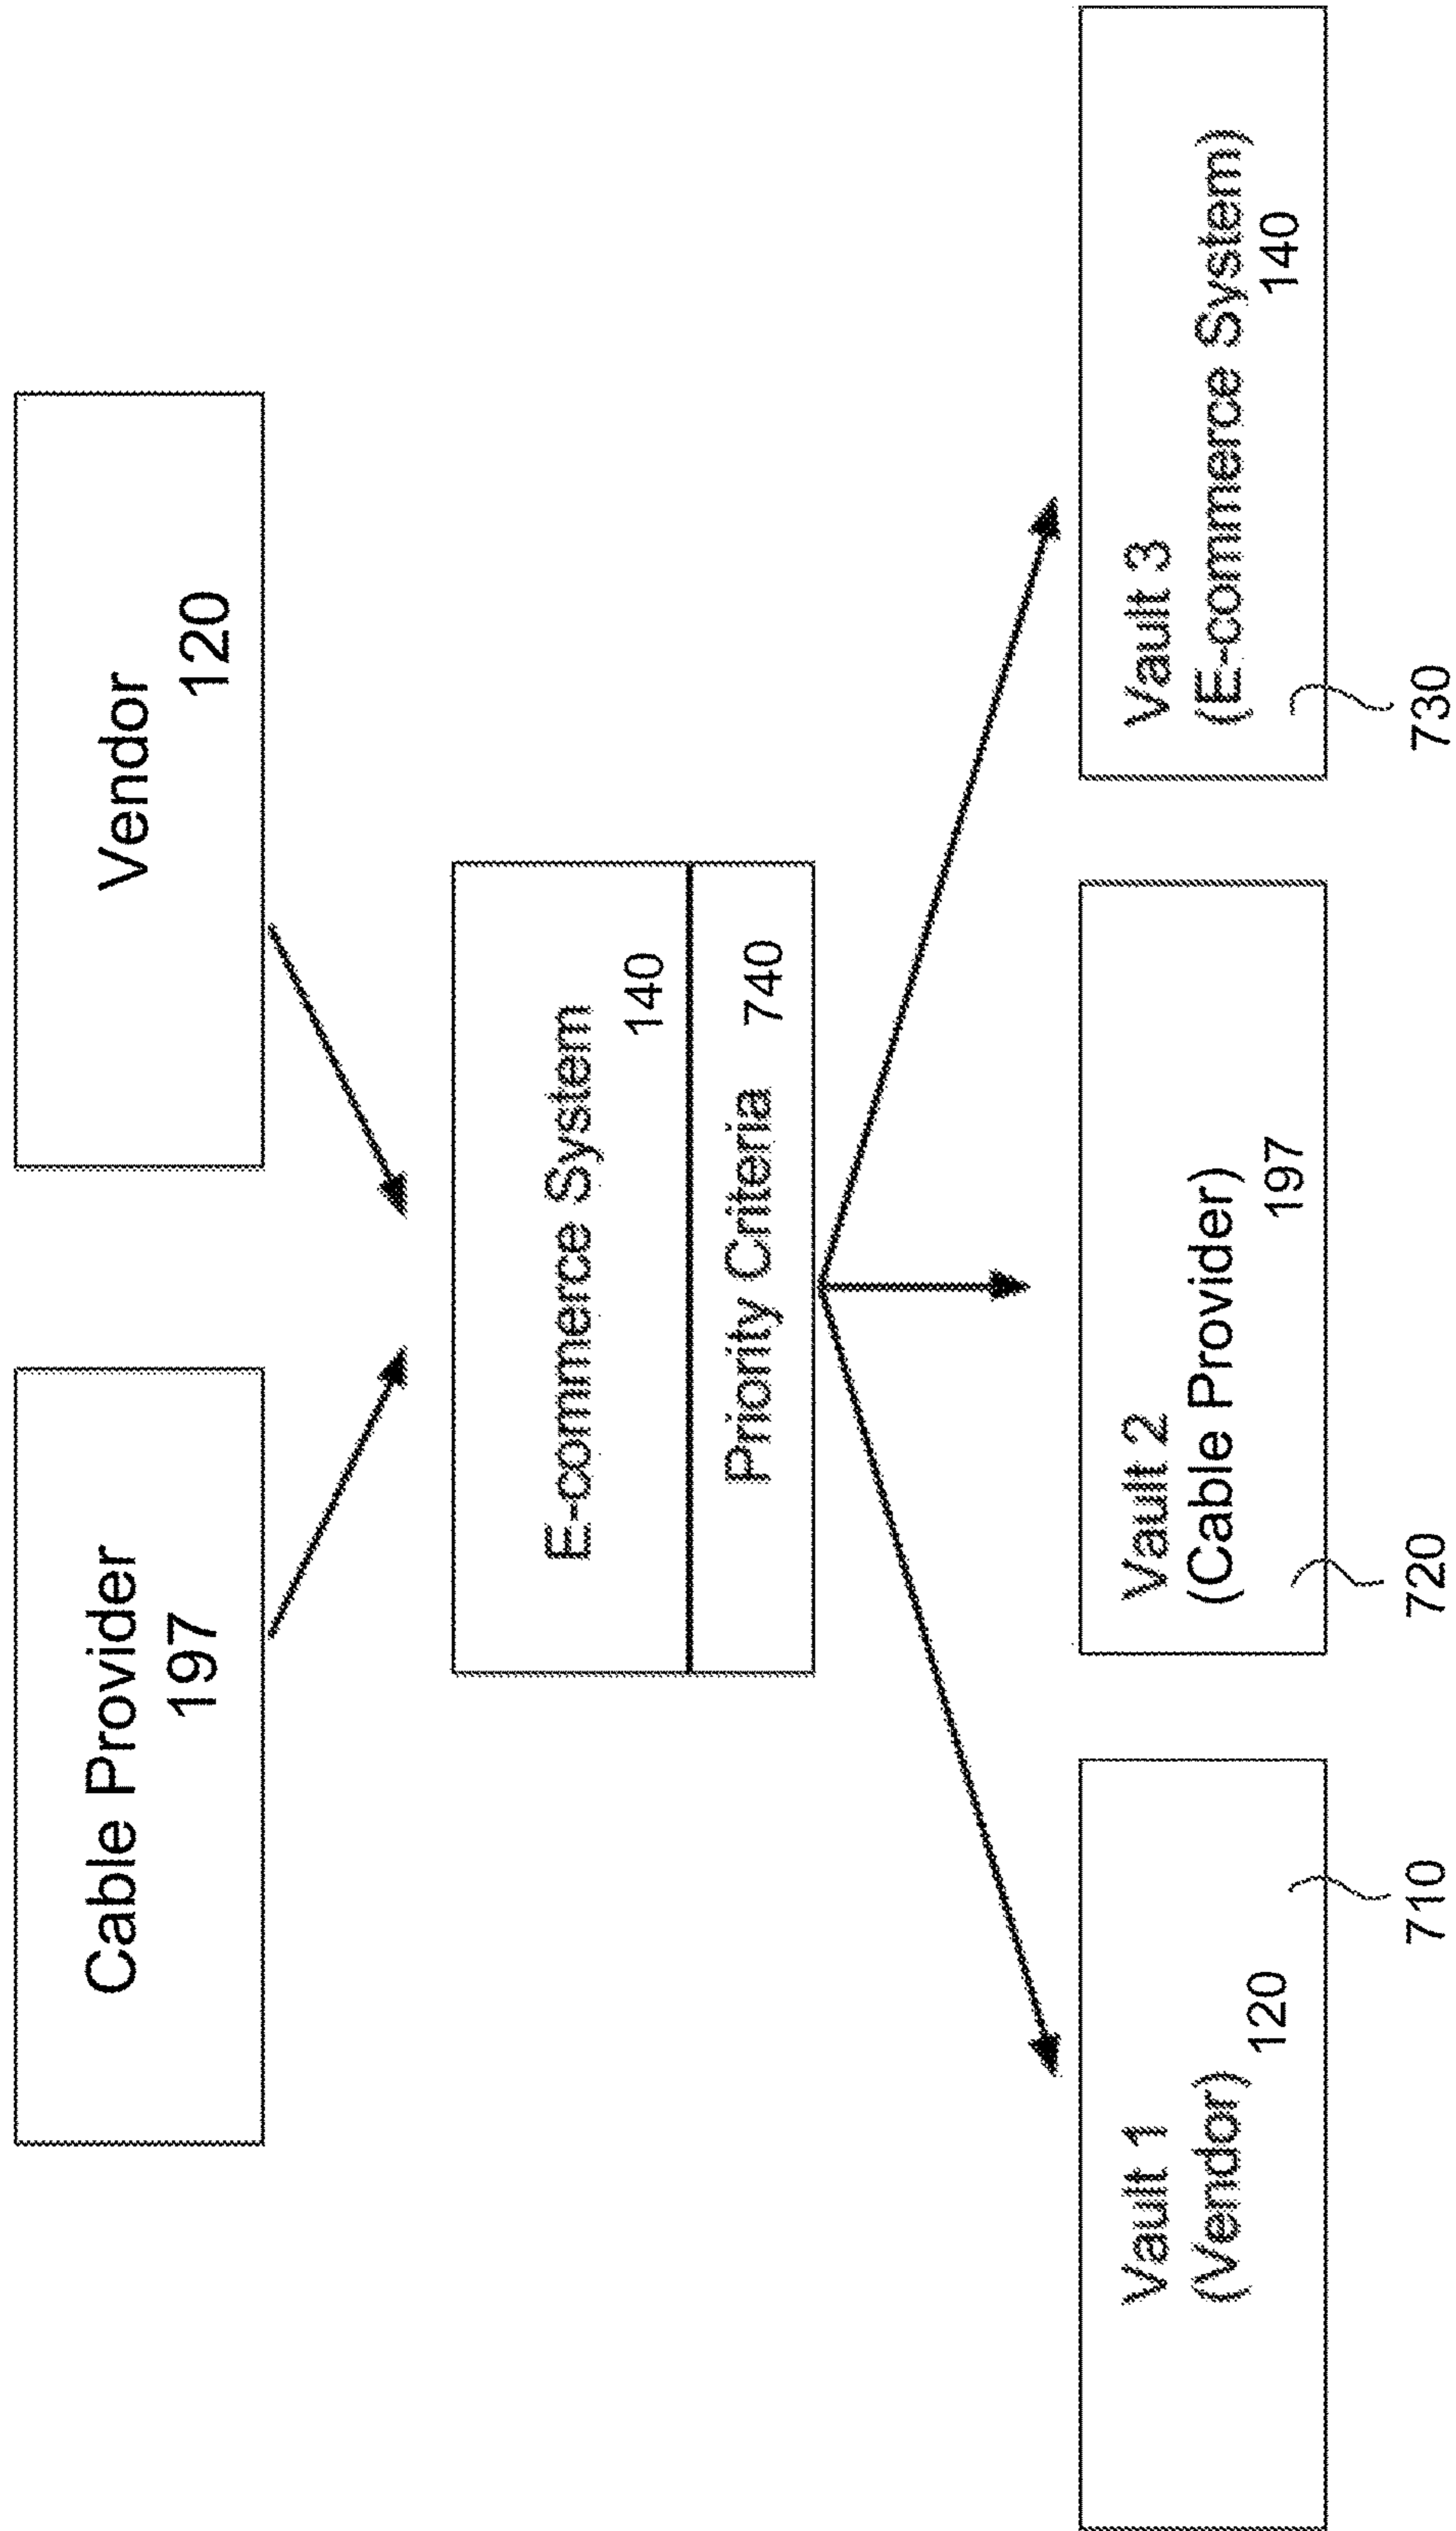 Cable Provider
197
Vendor
120
E-commerce System
140
Priority Criteria 740
Vault 1
(Vendor)
120
710
Vault 2
(Cable Provider)
197
720
Vault 3
(E-commerce System)
140
730